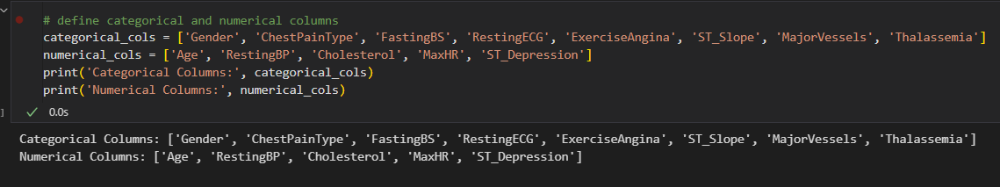 # define categorical and numerical columns
categorical_cols = ['Gender', 'ChestPainType', 'FastingBS', 'RestingECG', 'ExerciseAngina', 'ST_Slope', 'MajorVessels', 'Thalassemia']
numerical_cols = ['Age', 'RestingBP', 'Cholesterol', 'MaxHR', 'ST_Depression']
print('Categorical Columns:', categorical_cols)
print('Numerical Columns:', numerical_cols)
] ✓ 0.0s
Categorical Columns: ['Gender', 'ChestPainType', 'FastingBS', 'RestingECG', 'ExerciseAngina', 'ST_Slope', 'MajorVessels', 'Thalassemia']
Numerical Columns: ['Age', 'RestingBP', 'Cholesterol', 'MaxHR', 'ST_Depression']